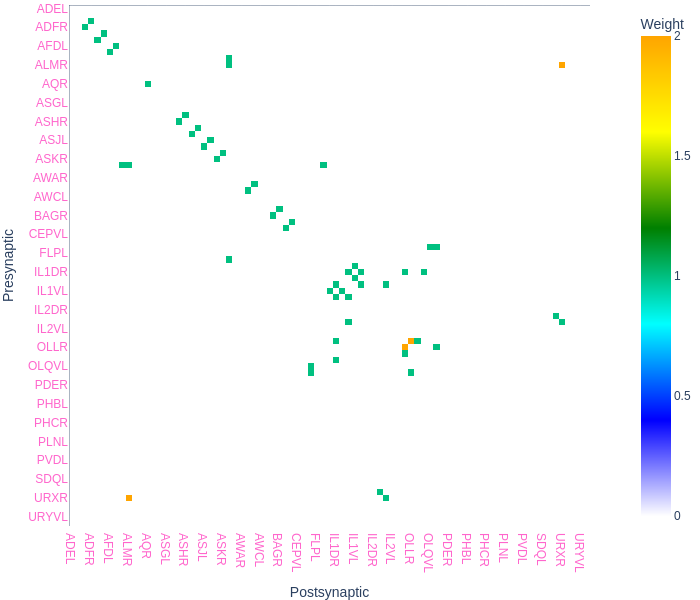 Weight
ADEL
ADFR
AFDL
ALMR
AQR
ASGL
ASHR
ASJL
ASKR
AWAR
AWCL
BAGR
CEPVL
FLPL
IL1DR
IL1VL
IL2DR
IL2VL
OLLR
OLQVL
PDER
PHBL
PHCR
PLNL
PVDL
SDQL
URXR
URYVL
Presynaptic
ADEL
ADFR
AFDL
ALMR
AQR
ASGL
ASHR
ASJL
ASKR
AWAR
AWCL
BAGR
CEPVL
FLPL
IL1DR
IL1VL
IL2DR
IL2VL
OLLR
OLQVL
PDER
PHBL
PHCR
PLNL
PVDL
SDQL
URXR
URYVL
Postsynaptic
2
1.5
1
0.5
0